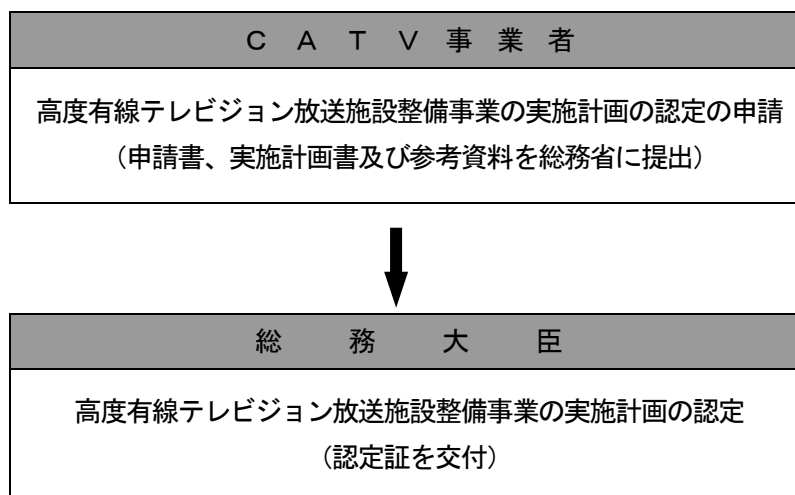 CATV事業者
高度有線テレビジョン放送施設整備事業の実施計画の認定の申請
（申請書、実施計画書及び参考資料を総務省に提出）
総務大臣
高度有線テレビジョン放送施設整備事業の実施計画の認定
（認定証を交付）